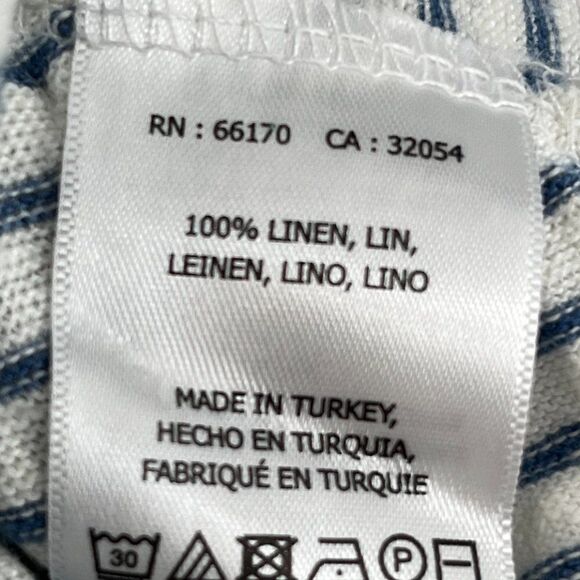 RN : 66170 CA : 32054
100% LINEN, LIN,
LEINEN, LINO, LINO
MADE IN TURKEY,
HECHO EN TURQUIA,
FABRIQUÉ EN TURQUIE
30 P